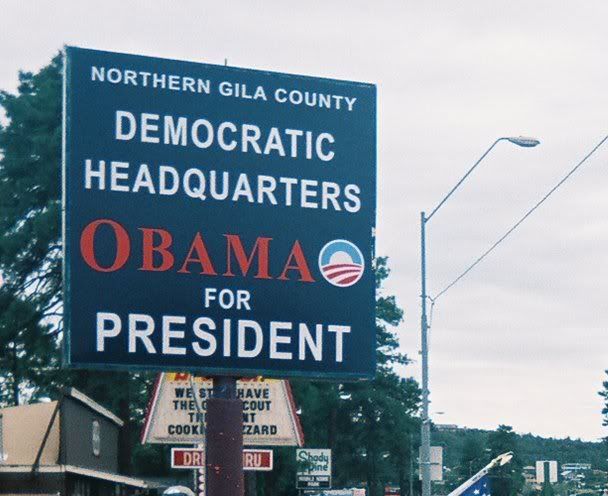 NORTHERN GILA COUNTY
DEMOCRATIC
HEADQUARTERS
OBAMA
FOR
PRESIDENT
WE HAVE
THE
COOKI ZZARD
DRI RU
Shady
Pine